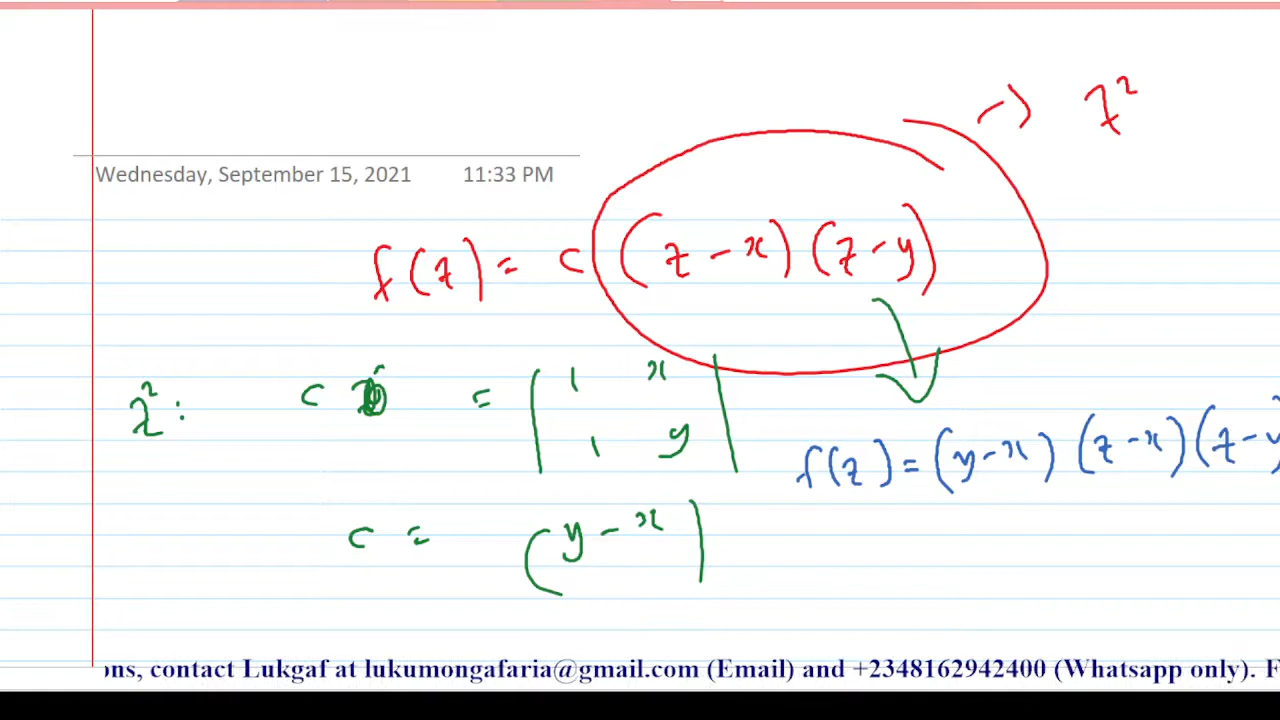 → z²
Wednesday, September 15, 2021 11:33 PM
f(z) = c (z - x) (z - y)
z²: c = | 1 x |
| 1 y |
f(z) = (y - x) (z - x) (z - y
c = (y - x)
ons, contact Lukgaf at lukumongafaria@gmail.com (Email) and +2348162942400 (Whatsapp only). F